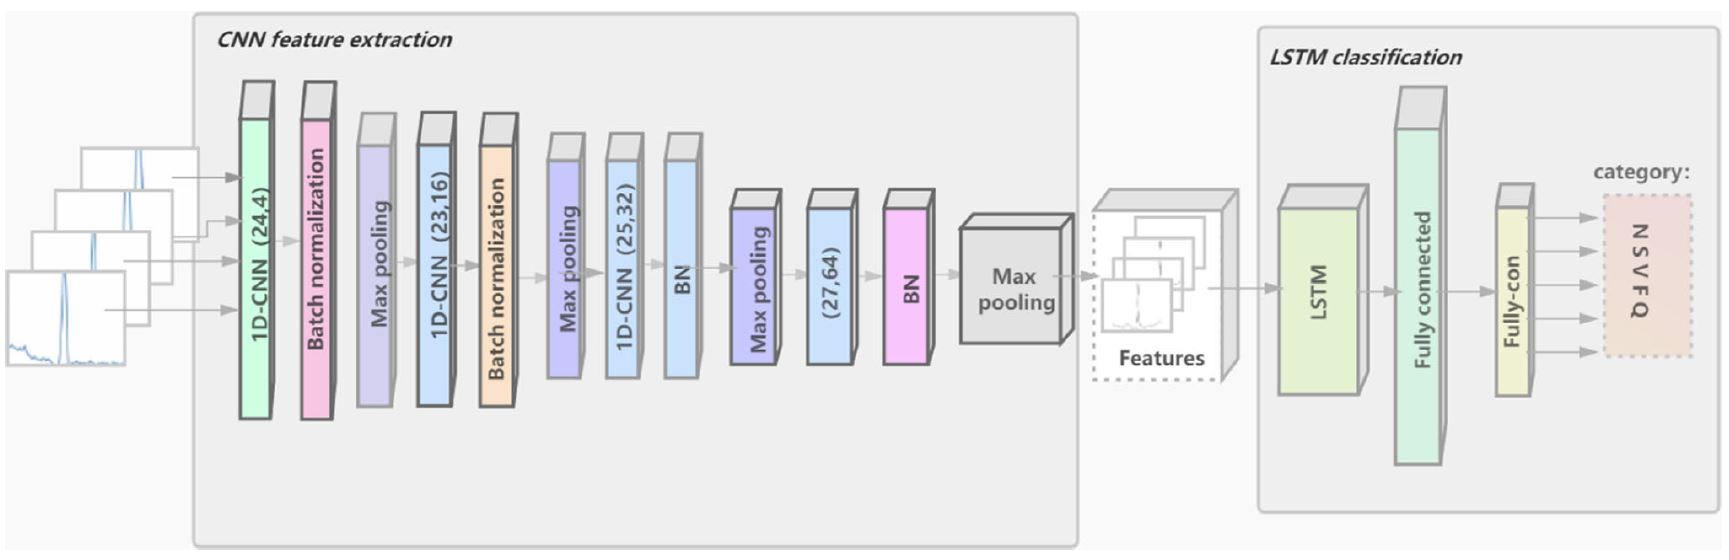 CNN feature extraction
1D-CNN (24,4)
Batch normalization
Max pooling
1D-CNN (23,16)
Batch normalization
Max pooling
1D-CNN (25,32)
BN
Max pooling
(27,64)
BN
Max
pooling
Features
LSTM classification
LSTM
Fully connected
Fully-con
category:
N S V F Q